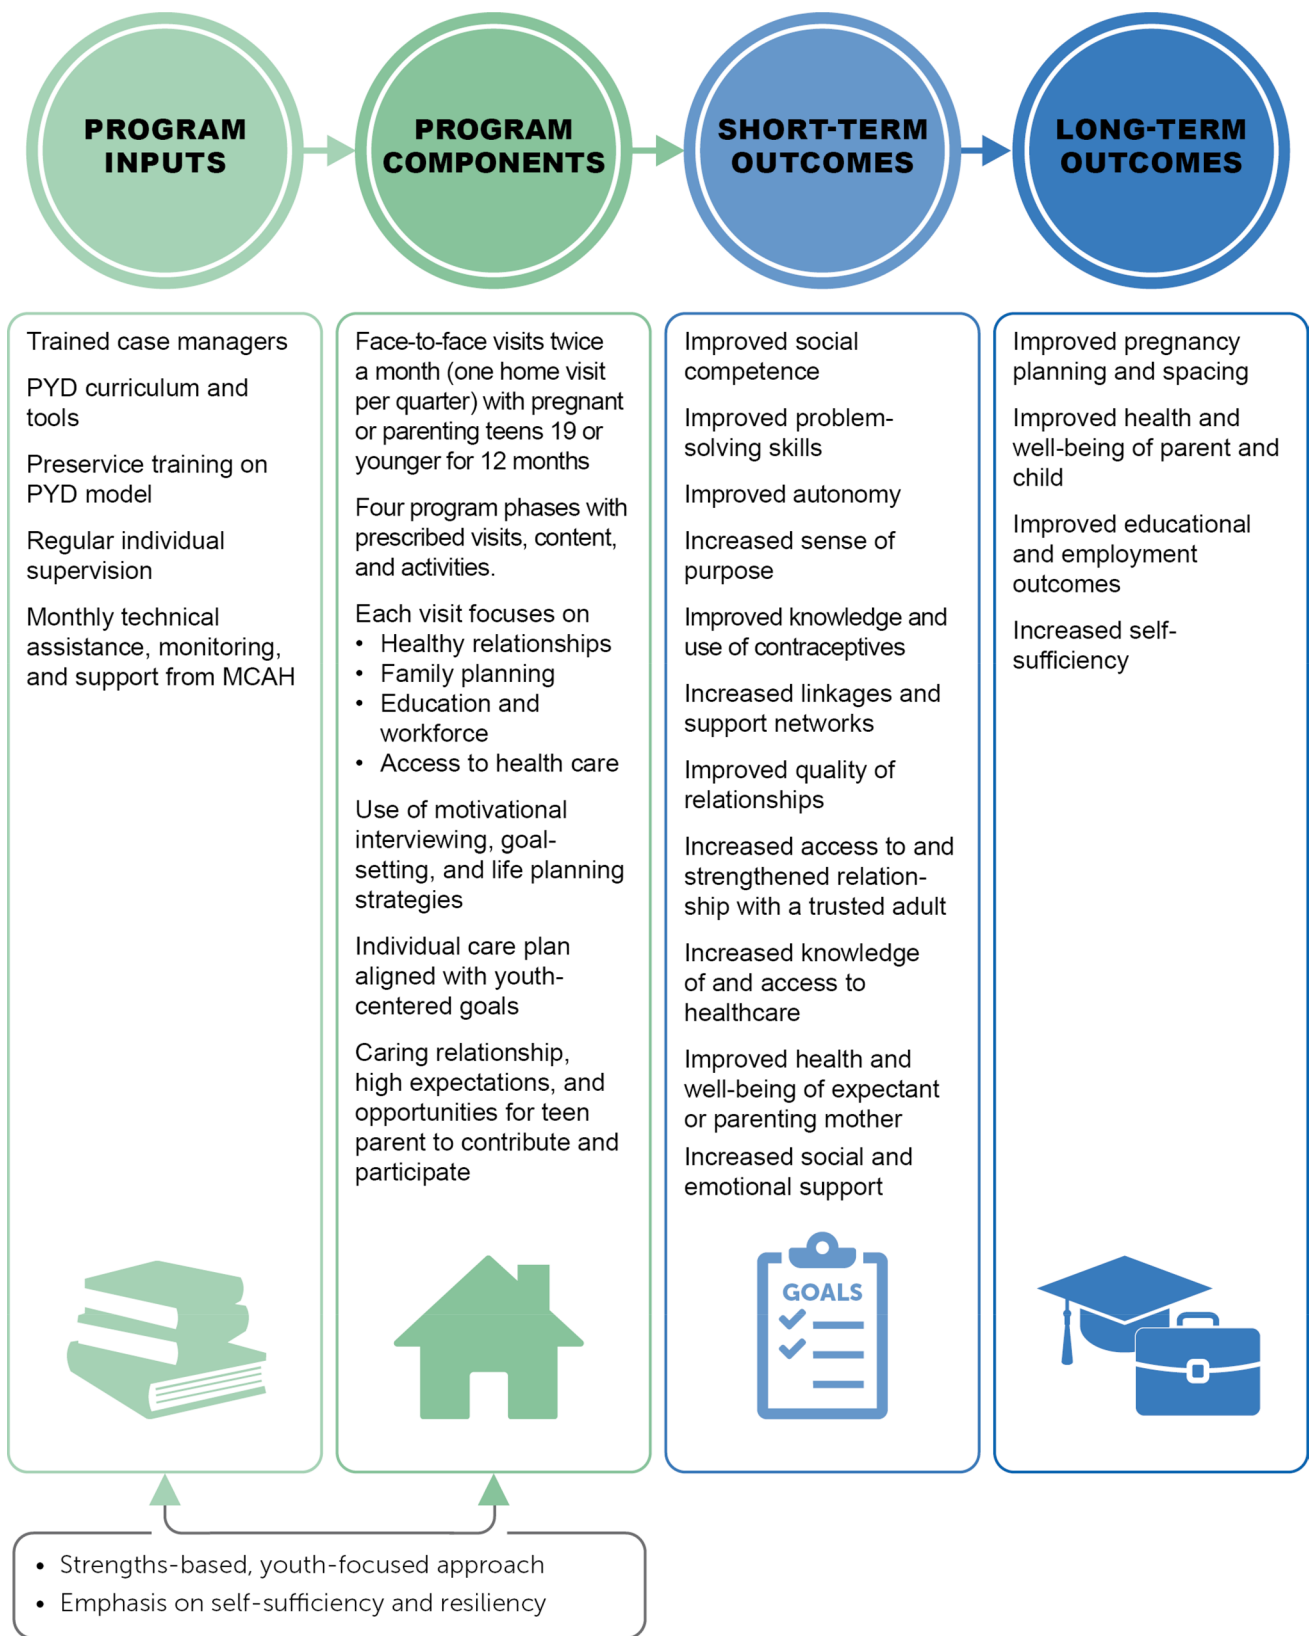 PROGRAM
INPUTS
PROGRAM
COMPONENTS
SHORT-TERM
OUTCOMES
LONG-TERM
OUTCOMES
Trained case managers
PYD curriculum and
tools
Preservice training on
PYD model
Regular individual
supervision
Monthly technical
assistance, monitoring,
and support from MCAH
Face-to-face visits twice
a month (one home visit
per quarter) with pregnant
or parenting teens 19 or
younger for 12 months
Four program phases with
prescribed visits, content,
and activities.
Each visit focuses on
• Healthy relationships
• Family planning
• Education and
workforce
• Access to health care
Use of motivational
interviewing, goal-
setting, and life planning
strategies
Individual care plan
aligned with youth-
centered goals
Caring relationship,
high expectations, and
opportunities for teen
parent to contribute and
participate
Improved social
competence
Improved problem-
solving skills
Improved autonomy
Increased sense of
purpose
Improved knowledge and
use of contraceptives
Increased linkages and
support networks
Improved quality of
relationships
Increased access to and
strengthened relation-
ship with a trusted adult
Increased knowledge
of and access to
healthcare
Improved health and
well-being of expectant
or parenting mother
Increased social and
emotional support
GOALS
Improved pregnancy
planning and spacing
Improved health and
well-being of parent and
child
Improved educational
and employment
outcomes
Increased self-
sufficiency
• Strengths-based, youth-focused approach
• Emphasis on self-sufficiency and resiliency